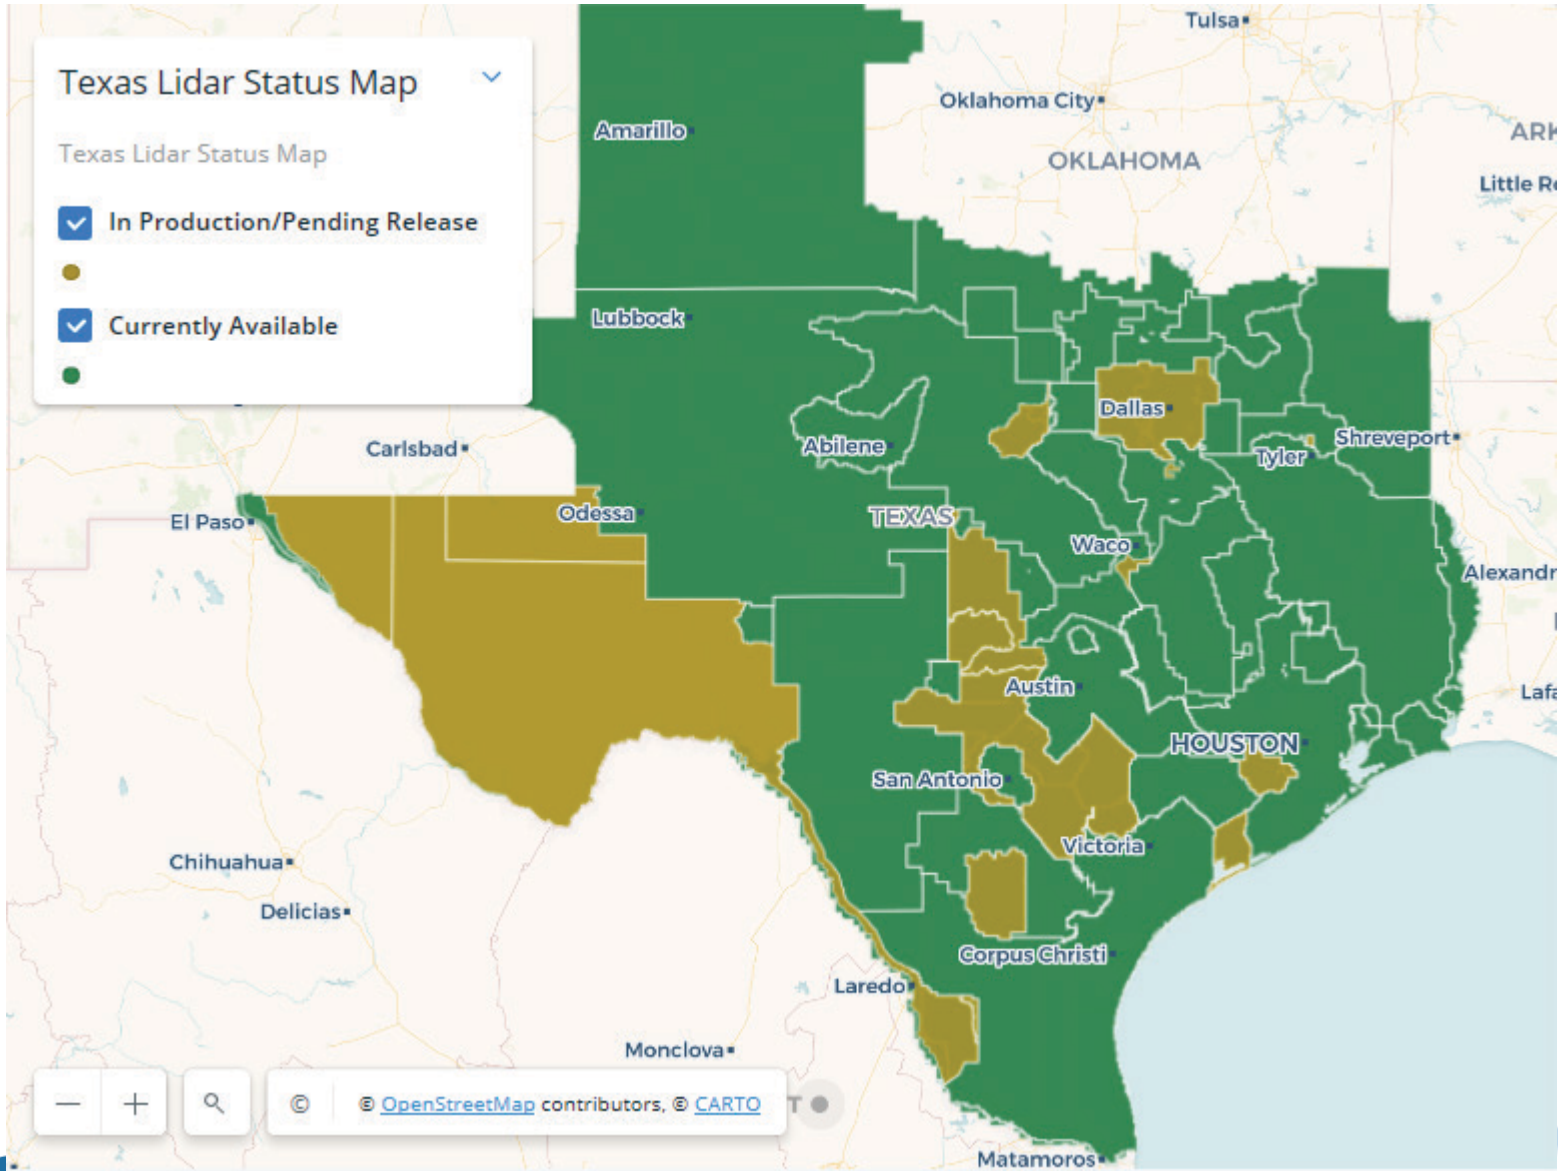 Texas Lidar Status Map
Texas Lidar Status Map
In Production/Pending Release
Currently Available
Tulsa
Oklahoma City
OKLAHOMA
ARK
Little R
Amarillo
Lubbock
Dallas
Shreveport
Tyler
Abilene
Carlsbad
Odessa
El Paso
TEXAS
Waco
Alexandr
Austin
Lafa
HOUSTON
San Antonio
Victoria
Chihuahua
Delicias
Corpus Christi
Laredo
Monclova
© © OpenStreetMap contributors, © CARTO
T
Matamoros